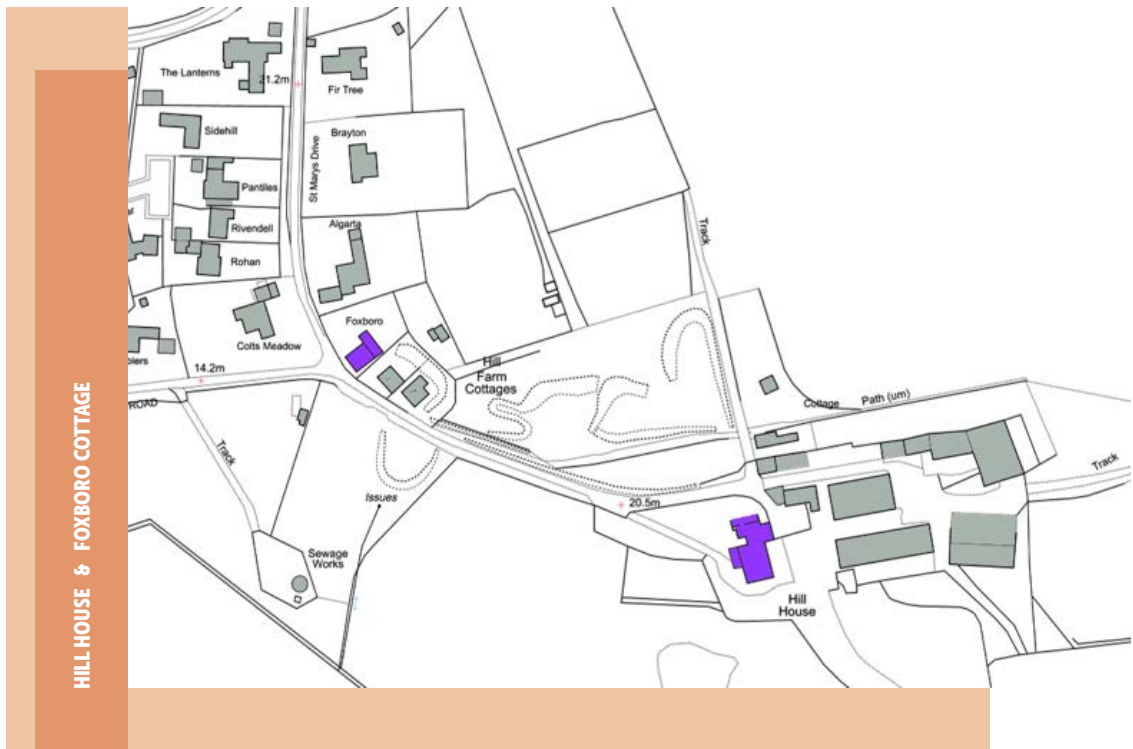 HILL HOUSE & FOXBORO COTTAGE
The Lanterns
21.2m
Fir Tree
Sidehill
St Marys Drive
Brayton
Pantiles
Rivendell
Rohan
Algarta
Track
Foxboro
Colts Meadow
blers
14.2m
ROAD
Hill
Farm
Cottages
Cottage
Path (um)
Track
Track
Issues
20.5m
Sewage
Works
Hill
House